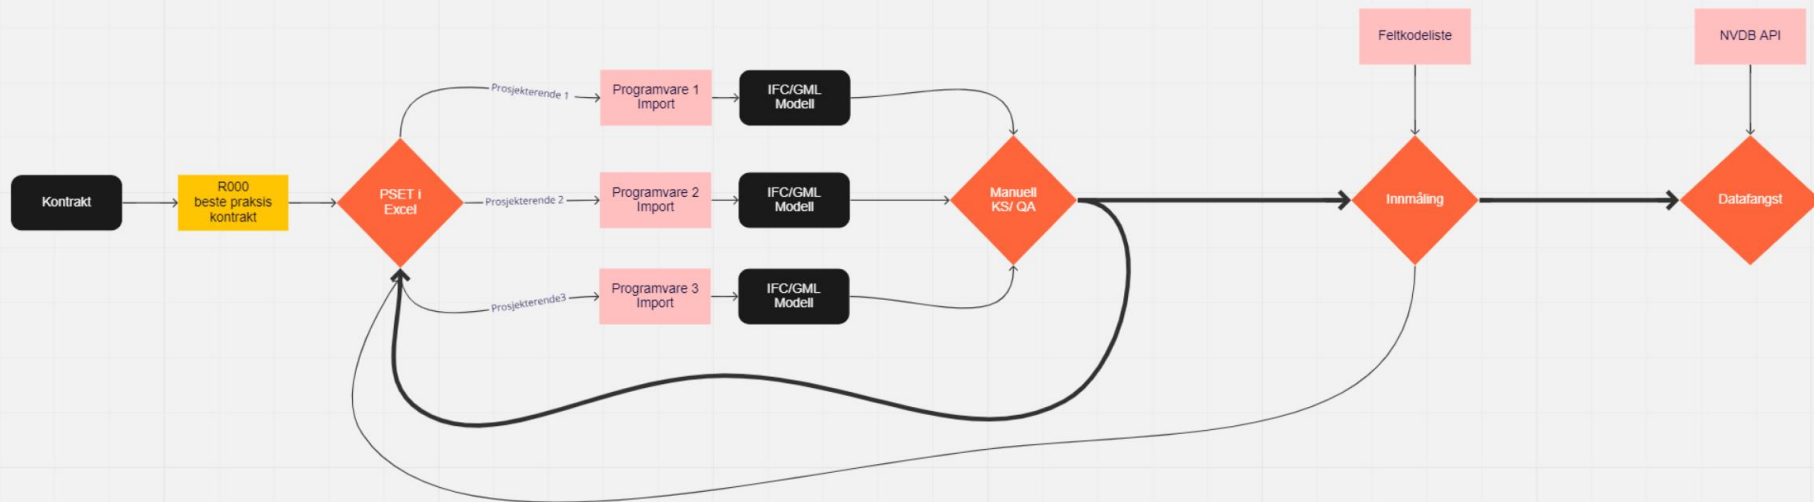 Kontrakt
R000
beste praksis
kontrakt
PSET i
Excel
Prosjekterende 1
Programvare 1
Import
IFC/GML
Modell
Prosjekterende 2
Programvare 2
Import
IFC/GML
Modell
Prosjekterende3
Programvare 3
Import
IFC/GML
Modell
Manuell
KS/ QA
Feltkodeliste
Innmåling
NVDB API
Datafangst